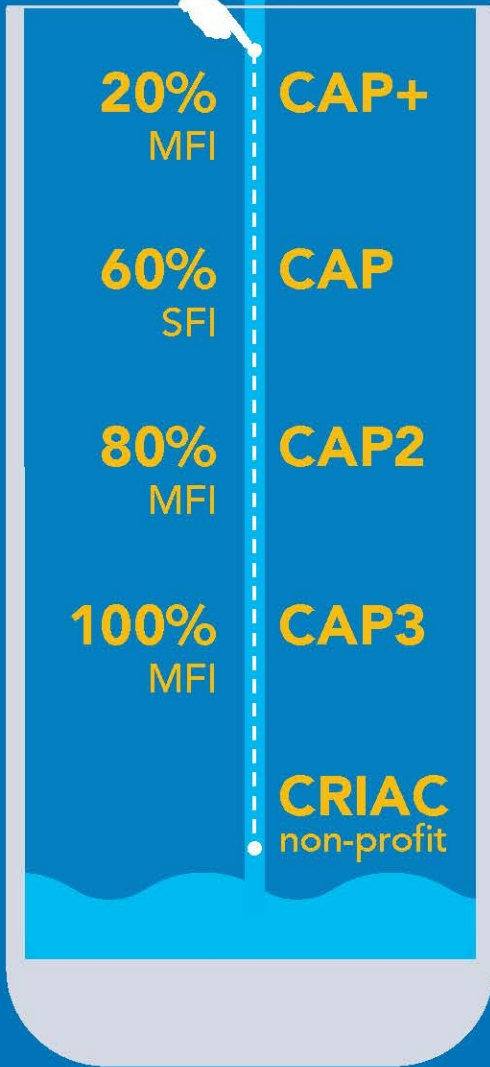 20% CAP+
MFI
60% CAP
SFI
80% CAP2
MFI
100% CAP3
MFI
CRIAC
non-profit